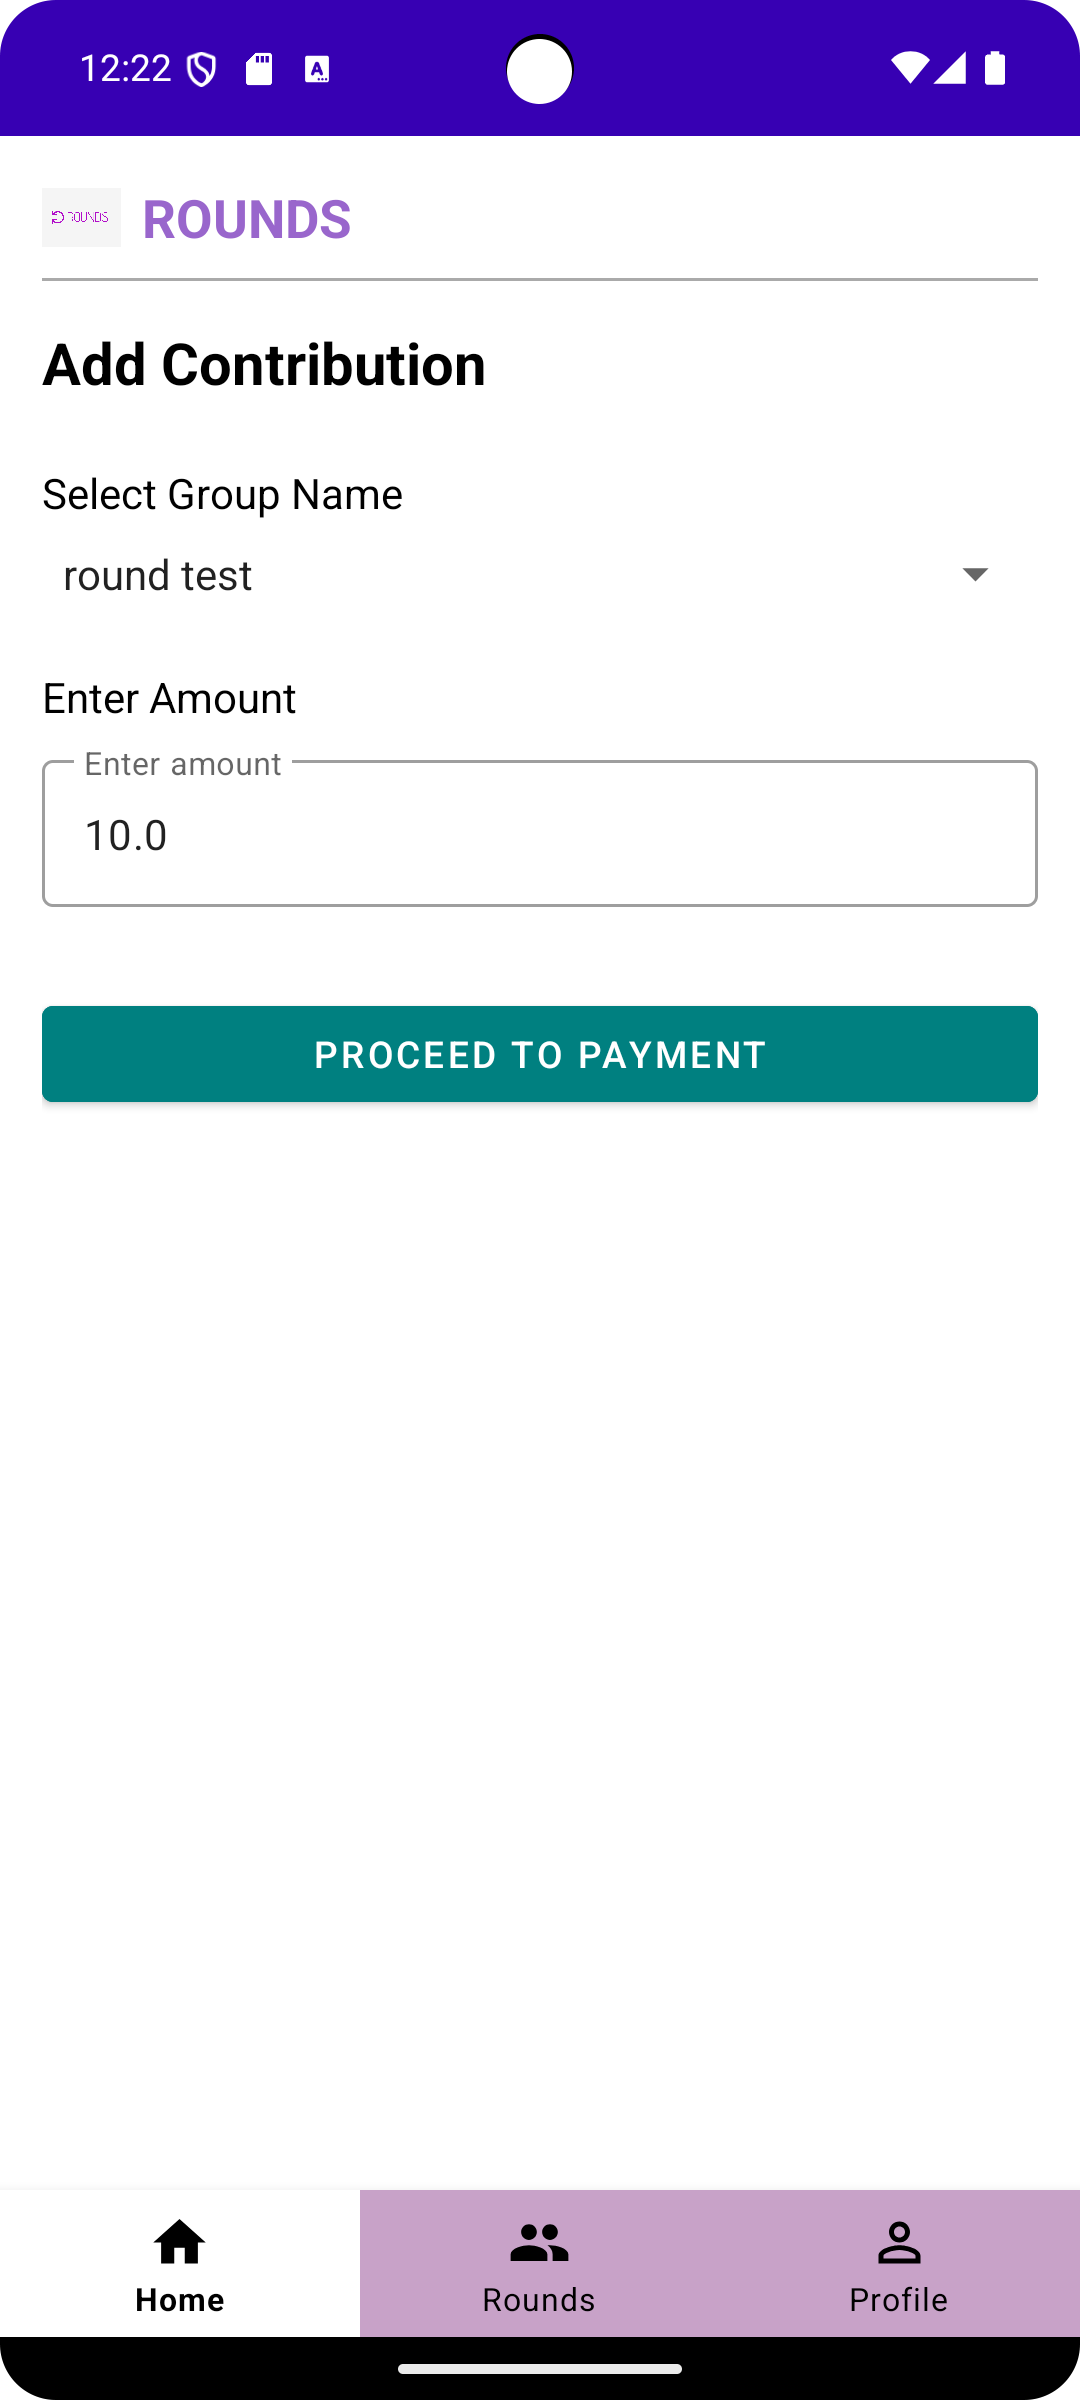 12:22
ROUNDS ROUNDS
Add Contribution
Select Group Name
round test
Enter Amount
Enter amount
10.0
PROCEED TO PAYMENT
Home Rounds Profile